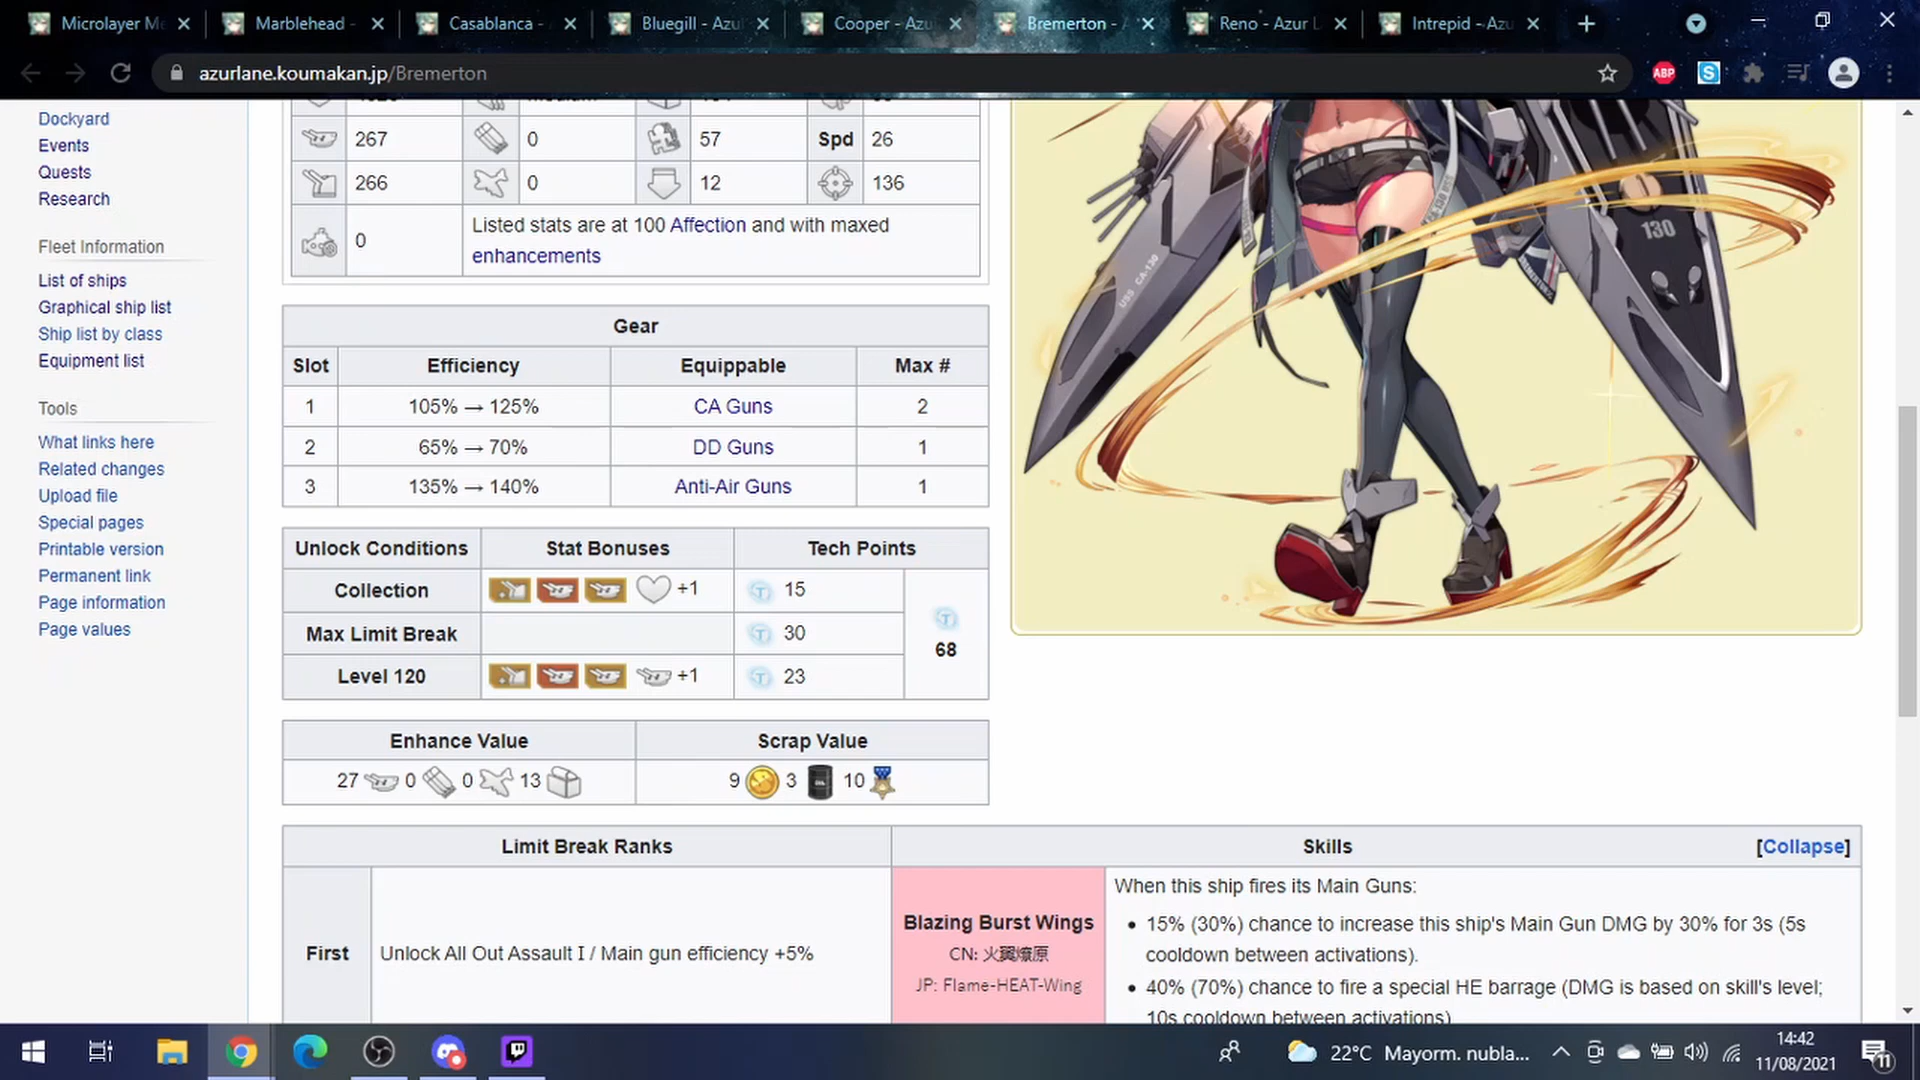 Microlayer Me
Marblehead -
Casablanca -
Bluegill - Azu
Cooper - Azu
Bremerton - A
Reno - Azur L
Intrepid - Azu
azurlane.koumakan.jp/Bremerton
ABP
S
Dockyard
Events
Quests
Research
Fleet Information
List of ships
Graphical ship list
Ship list by class
Equipment list
Tools
What links here
Related changes
Upload file
Special pages
Printable version
Permanent link
Page information
Page values
267 0 57 Spd 26
266 0 12 136
0 Listed stats are at 100 Affection and with maxed
enhancements
Gear
Slot Efficiency Equippable Max #
1 105% → 125% CA Guns 2
2 65% → 70% DD Guns 1
3 135% → 140% Anti-Air Guns 1
Unlock Conditions Stat Bonuses Tech Points
Collection +1 15
Max Limit Break 30
68
Level 120 +1 23
Enhance Value Scrap Value
27 0 0 13 9 3 10
USS CA-130
130
Limit Break Ranks Skills [Collapse]
First Unlock All Out Assault I / Main gun efficiency +5%
Blazing Burst Wings
CN: 火翼燎原
JP: Flame-HEAT-Wing
When this ship fires its Main Guns:
• 15% (30%) chance to increase this ship's Main Gun DMG by 30% for 3s (5s
cooldown between activations).
• 40% (70%) chance to fire a special HE barrage (DMG is based on skill's level;
10s cooldown between activations)
22°C Mayorm. nubla...
14:42
11/08/2021
11